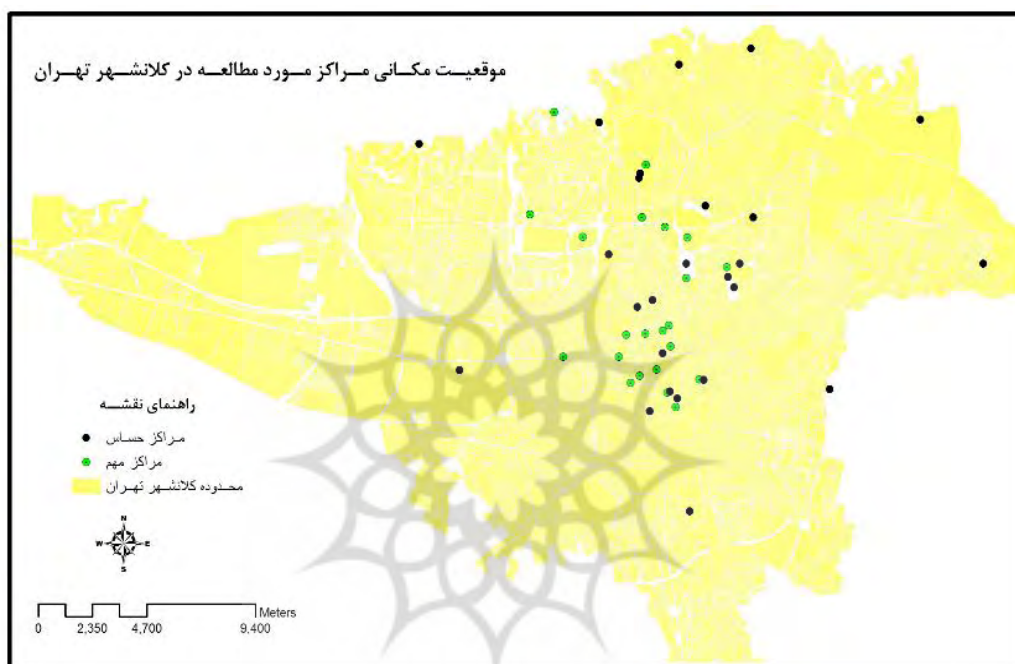 موقعیت مکانی مراکز مورد مطالعه در کلانشهر تهران
راهنمای نقشه
مراکز حساس
مراکز مهم
محدوده کلانشهر تهران
N
W E
S
Meters
0 2,350 4,700 9,400